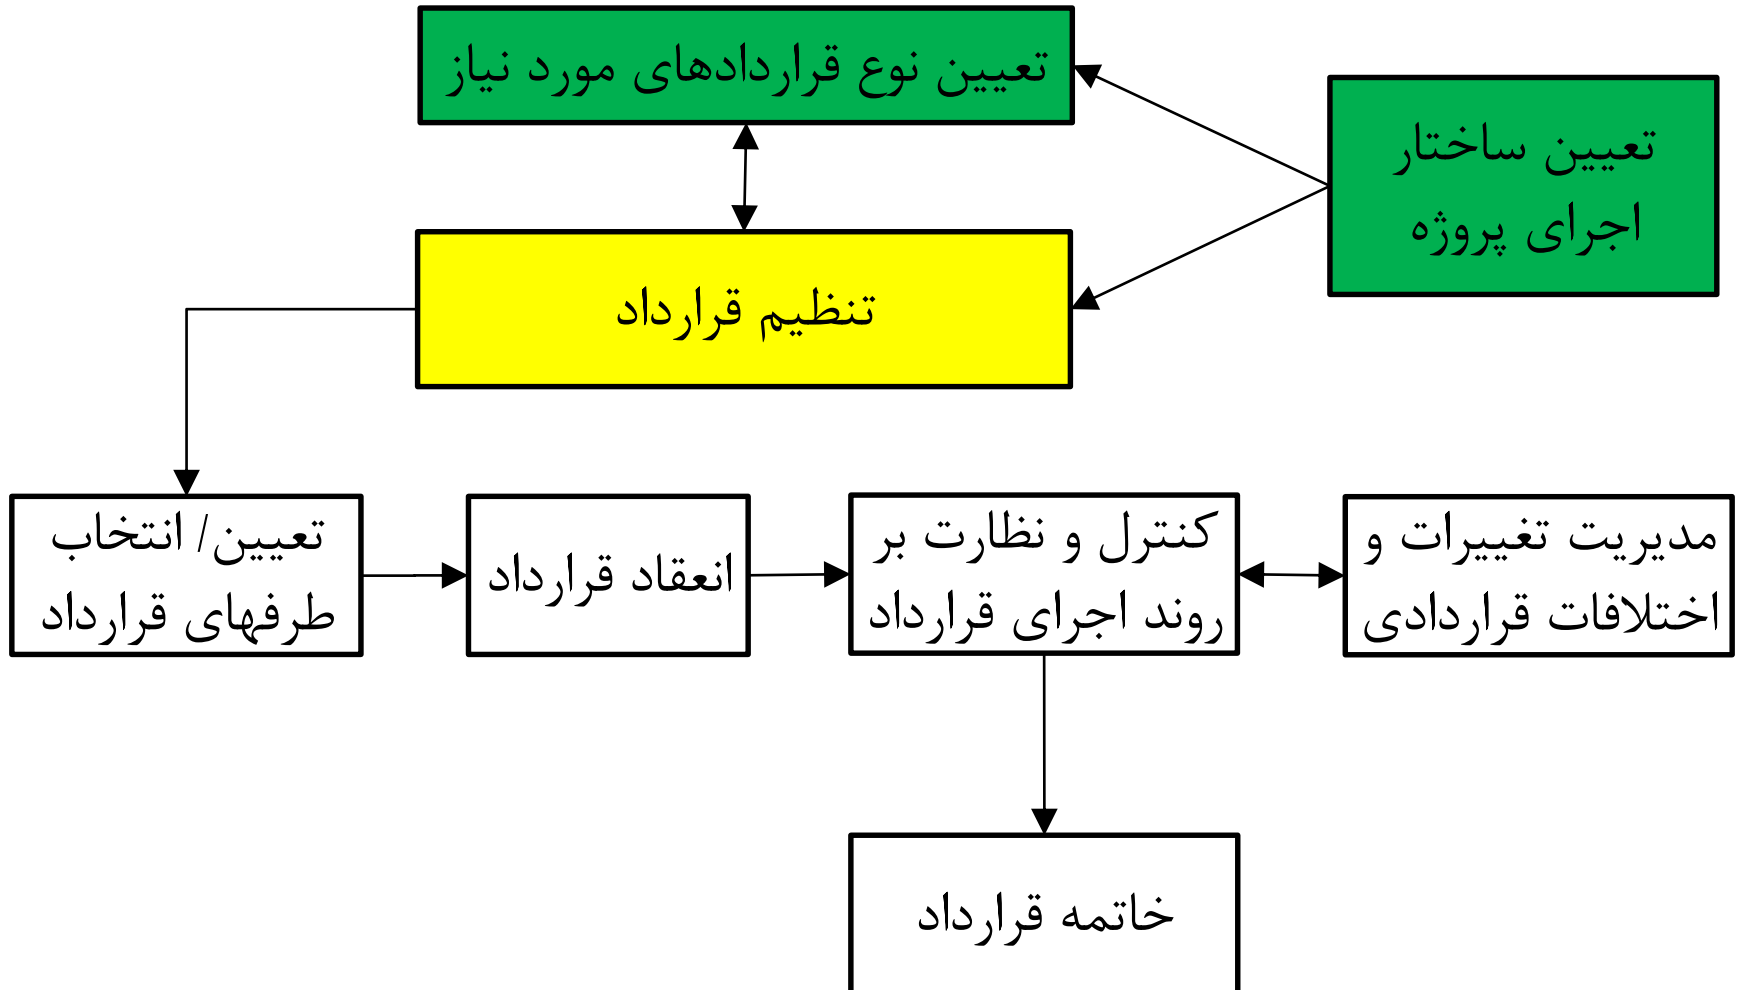 تعیین نوع قراردادهای مورد نیاز
تعیین ساختار
اجرای پروژه
تنظیم قرارداد
تعیین/ انتخاب
طرفهای قرارداد
انعقاد قرارداد
کنترل و نظارت بر
روند اجرای قرارداد
مدیریت تغییرات و
اختلافات قراردادی
خاتمه قرارداد